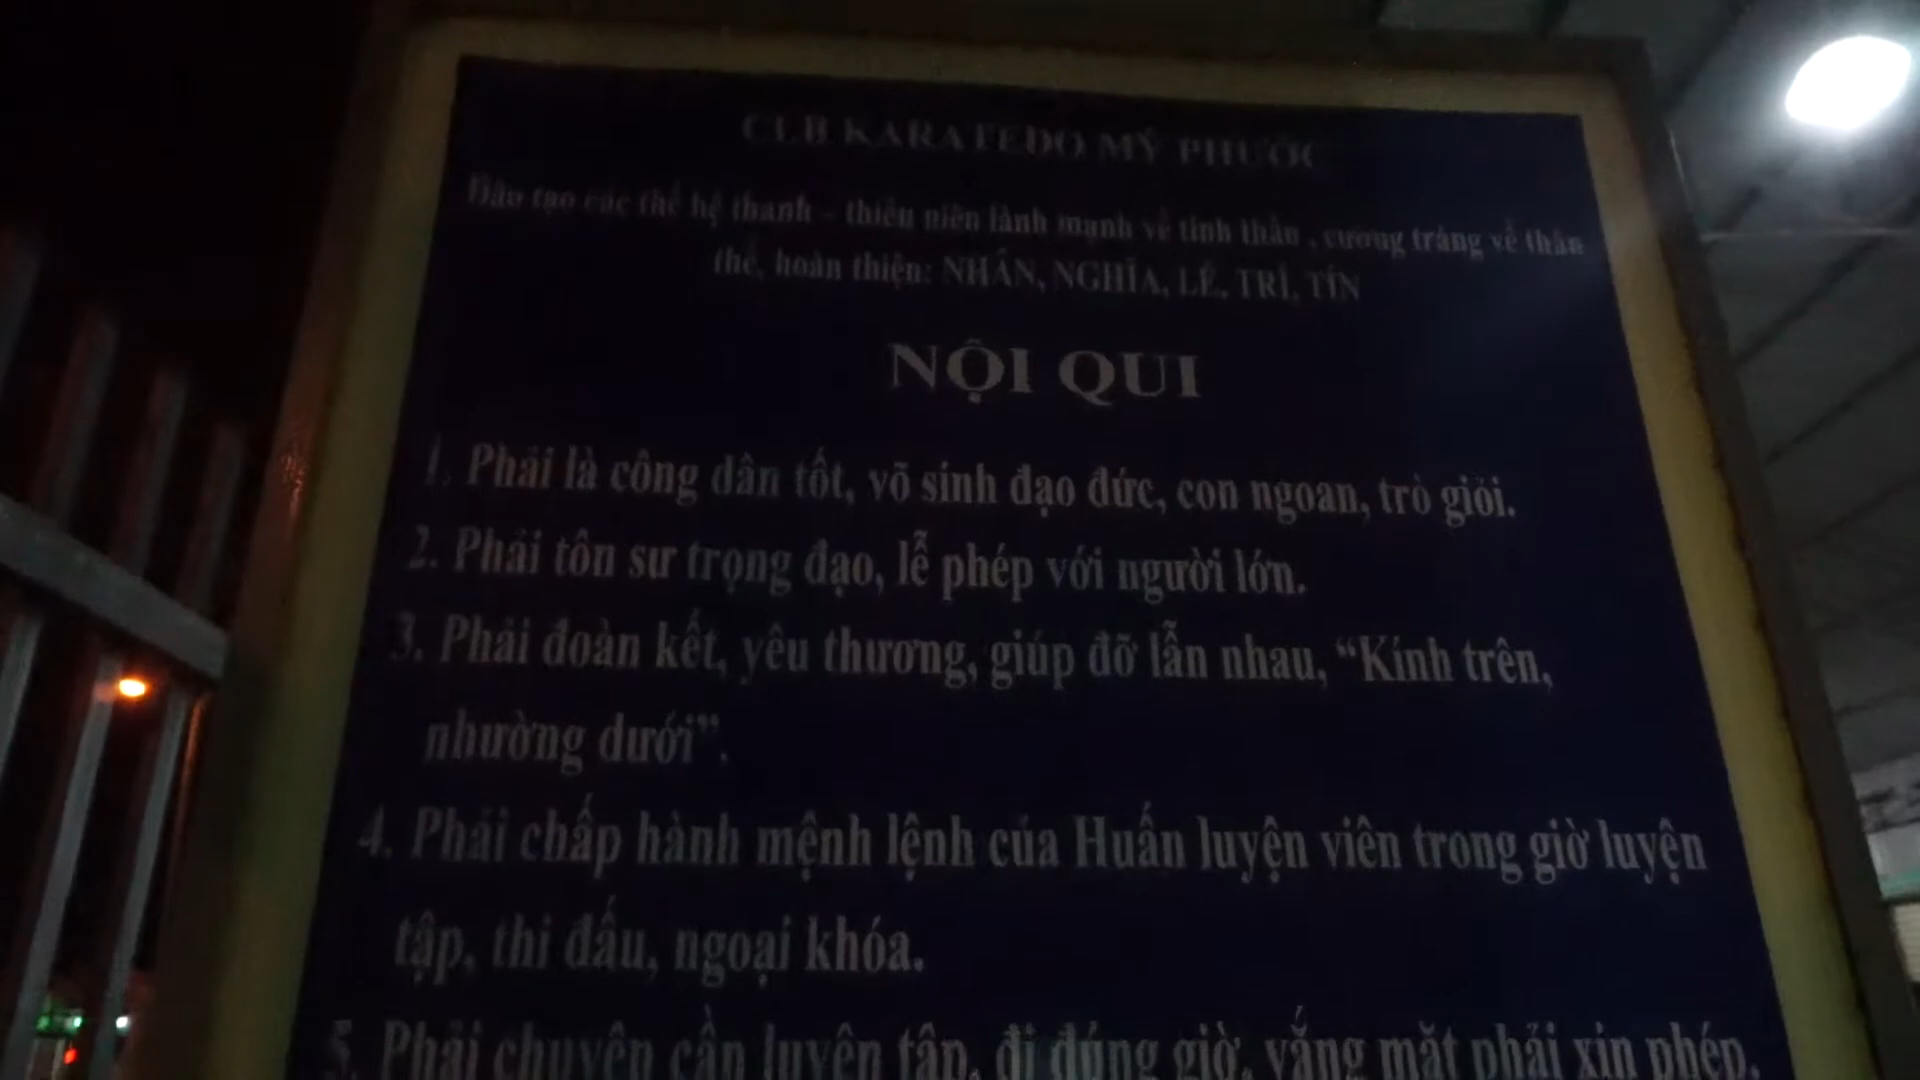 CLB KARATEDO MỸ PHƯỚC
Đào tạo các thế hệ thanh - thiếu niên lành mạnh về tinh thần , cường tráng về thân
thể, hoàn thiện: NHÂN, NGHĨA, LỄ, TRÍ, TÍN
NỘI QUI
1. Phải là công dân tốt, võ sinh đạo đức, con ngoan, trò giỏi.
2. Phải tôn sư trọng đạo, lễ phép với người lớn.
3. Phải đoàn kết, yêu thương, giúp đỡ lẫn nhau, “Kính trên,
nhường dưới”.
4. Phải chấp hành mệnh lệnh của Huấn luyện viên trong giờ luyện
tập, thi đấu, ngoại khóa.
5. Phải chuyên cần luyện tập, đi đúng giờ, vắng mặt phải xin phép.